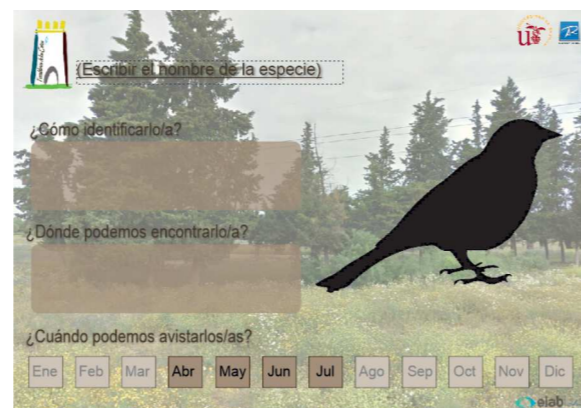 (Escribir el nombre de la especie)
¿Cómo identificarlo/a?
¿Dónde podemos encontrarlo/a?
¿Cuándo podemos avistarlos/as?
Ene Feb Mar Abr May Jun Jul Ago Sep Oct Nov Dic
eiab